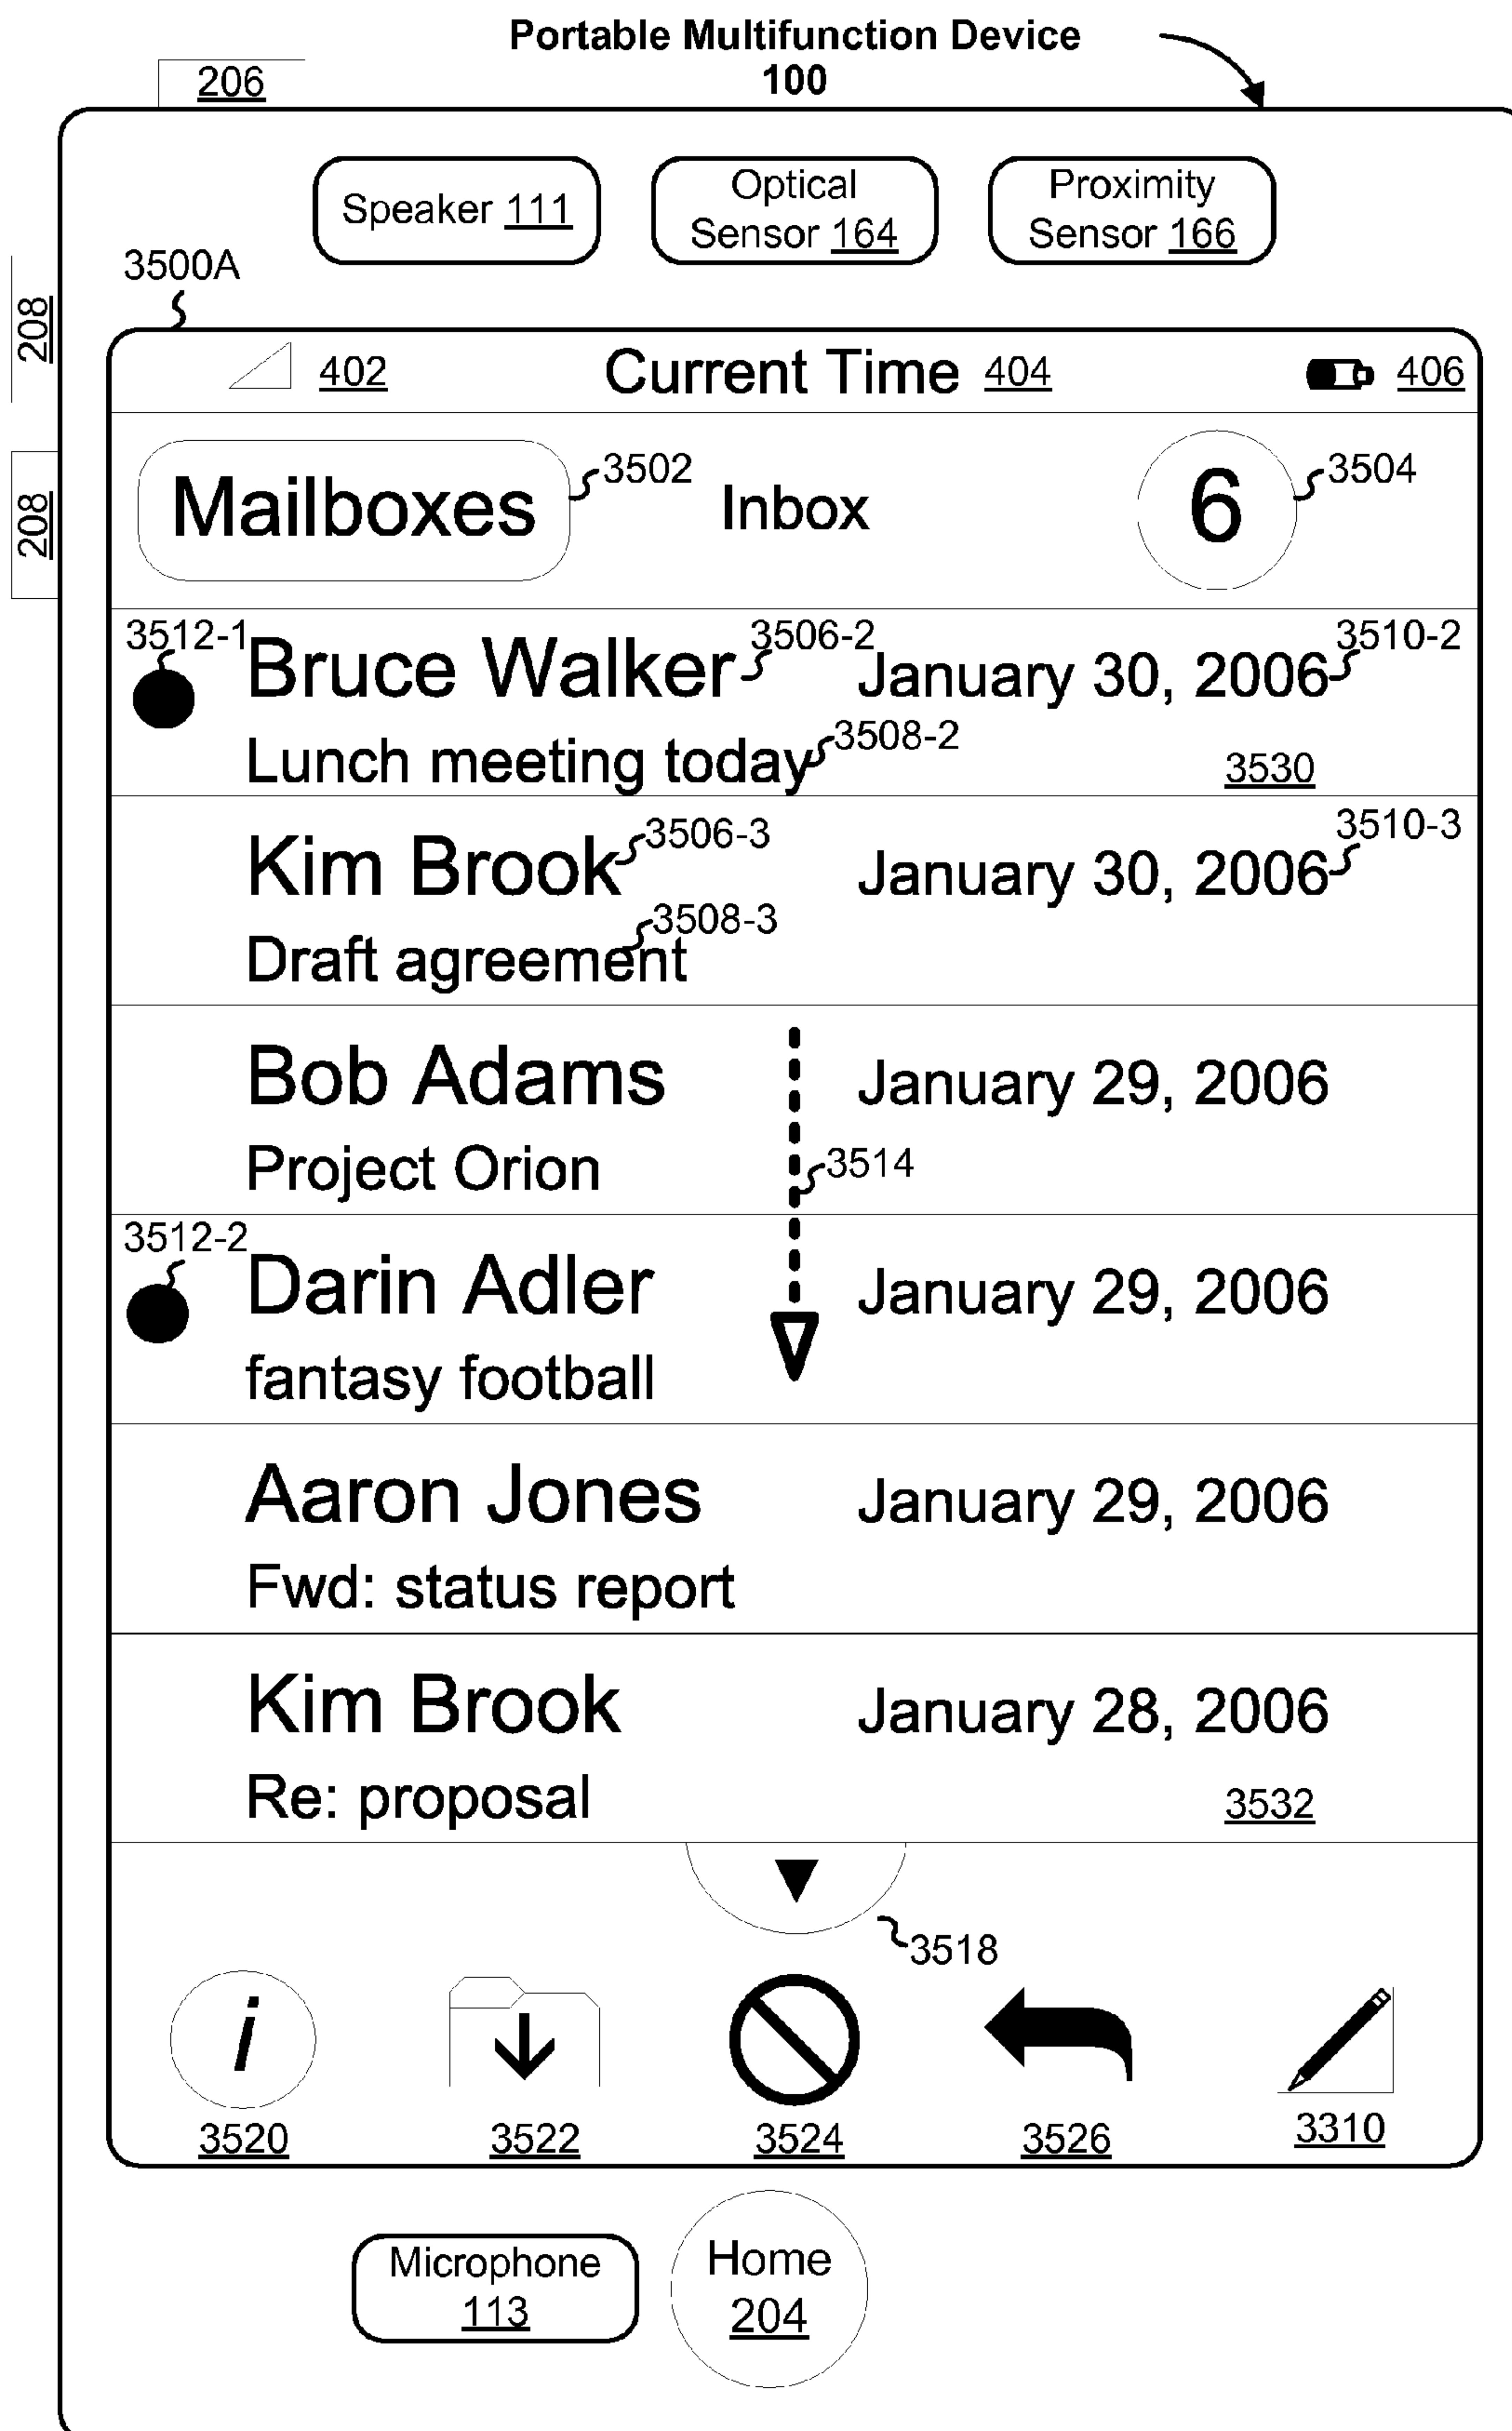 Portable Multifunction Device
100
206
Speaker 111
Optical
Sensor 164
Proximity
Sensor 166
3500A
208
402
Current Time 404
406
208
Mailboxes
3502
Inbox
6
3504
3512-1
Bruce Walker
3506-2
January 30, 2006
3510-2
Lunch meeting today
3508-2
3530
Kim Brook
3506-3
January 30, 2006
3510-3
Draft agreement
3508-3
Bob Adams
January 29, 2006
Project Orion
3514
3512-2
Darin Adler
January 29, 2006
fantasy football
Aaron Jones
January 29, 2006
Fwd: status report
Kim Brook
January 28, 2006
Re: proposal
3532
3518
i
3520
3522
3524
3526
3310
Microphone
113
Home
204